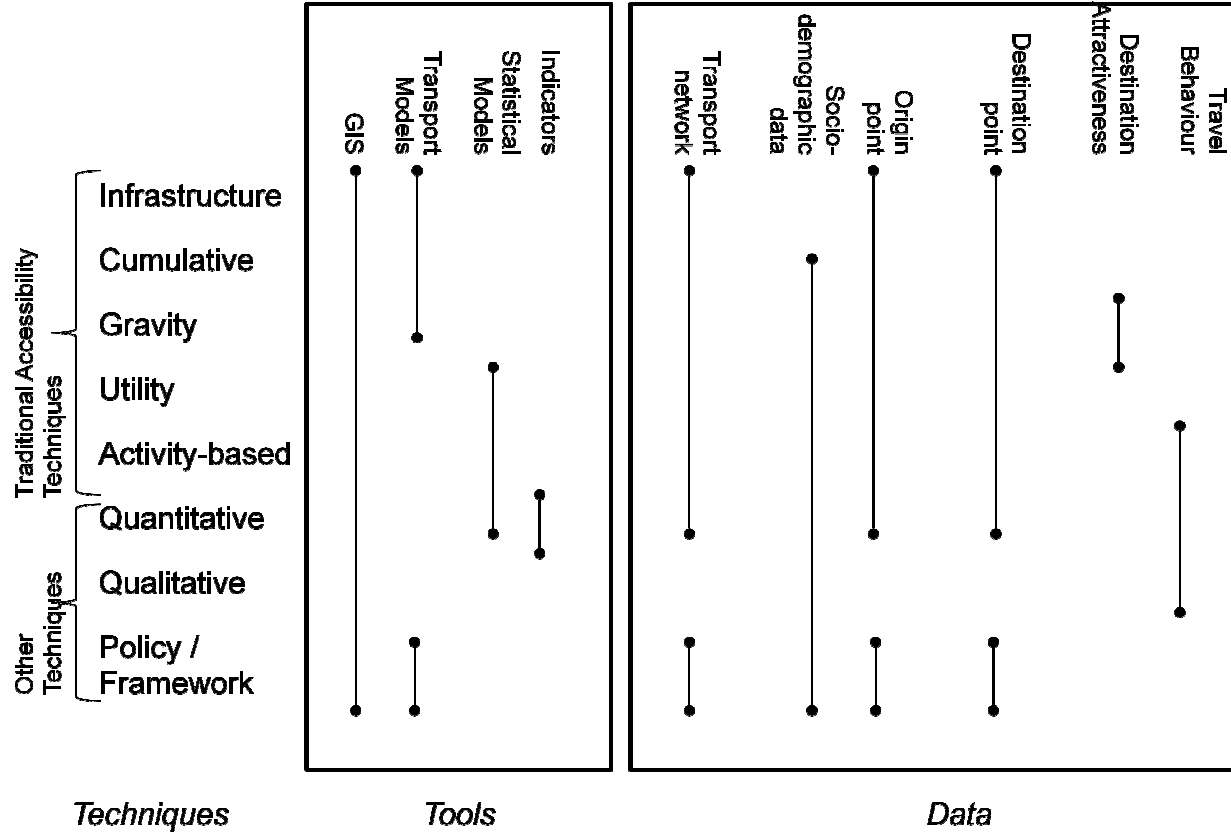 Indicators
Statistical
Models
Transport
Models
GIS
Travel
Behaviour
Destination
Attractiveness
Destination
point
Origin
point
Socio-
demographic
data
Transport
network
Traditional Accessibility
Techniques
Infrastructure
Cumulative
Gravity
Utility
Activity-based
Other
Techniques
Quantitative
Qualitative
Policy /
Framework
Techniques
Tools
Data